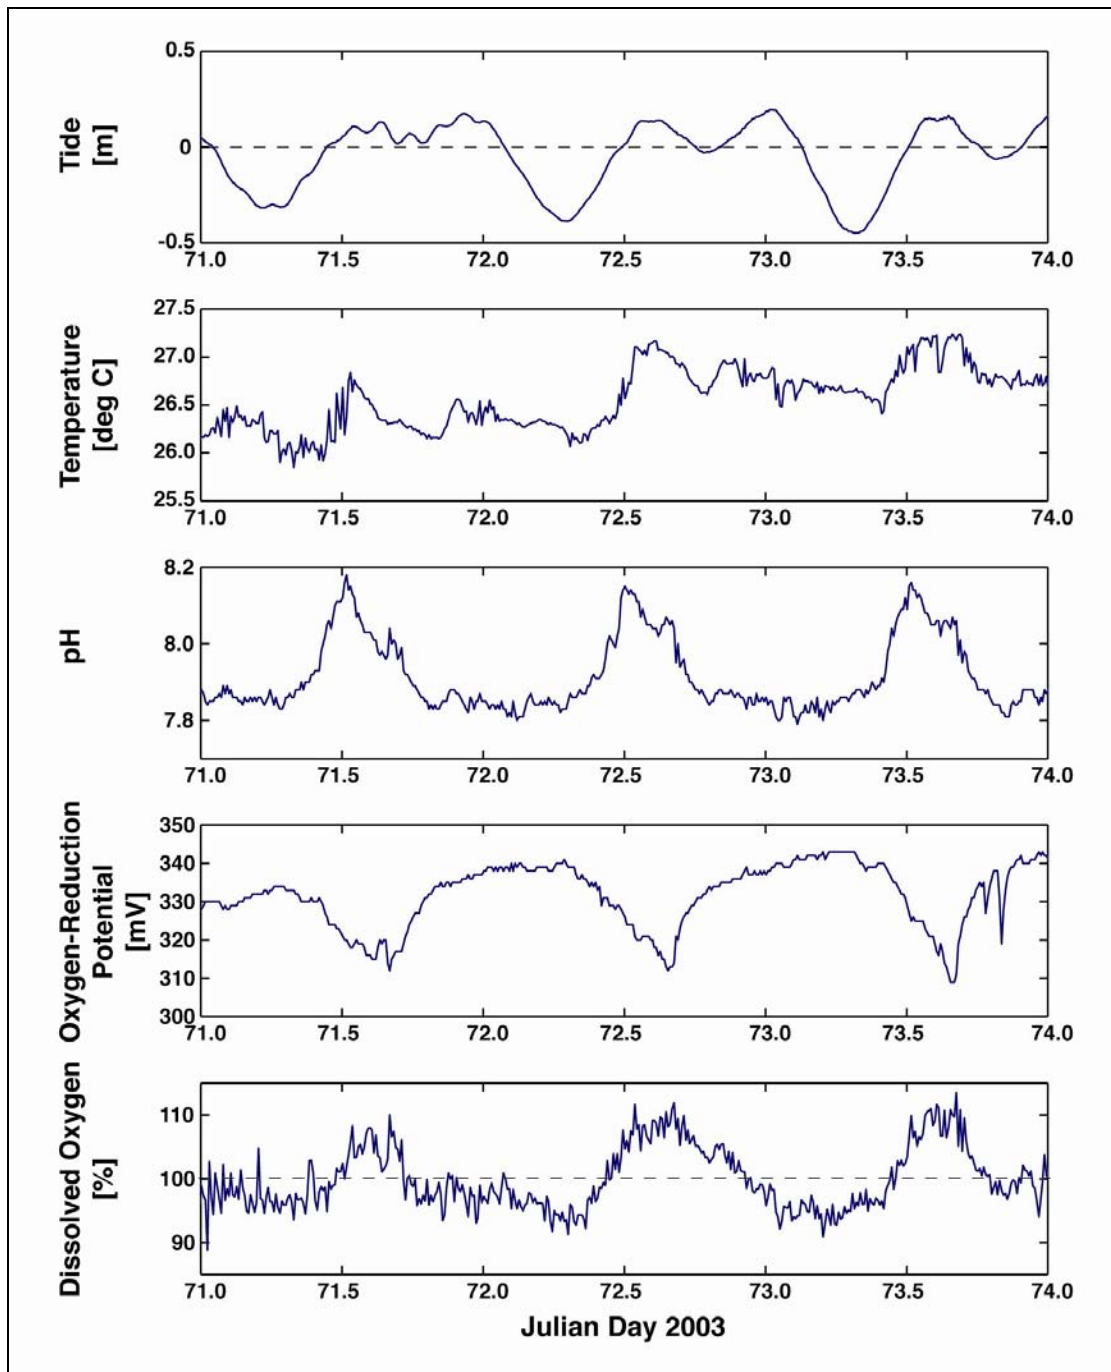 Tide
[m]
0.5
0
-0.5
71.0 71.5 72.0 72.5 73.0 73.5 74.0
Temperature
[deg C]
27.5
27.0
26.5
26.0
25.5
71.0 71.5 72.0 72.5 73.0 73.5 74.0
pH
8.2
8.0
7.8
71.0 71.5 72.0 72.5 73.0 73.5 74.0
Oxygen-Reduction
Potential
[mV]
350
340
330
320
310
300
71.0 71.5 72.0 72.5 73.0 73.5 74.0
Dissolved Oxygen
[%]
110
100
90
71.0 71.5 72.0 72.5 73.0 73.5 74.0
Julian Day 2003